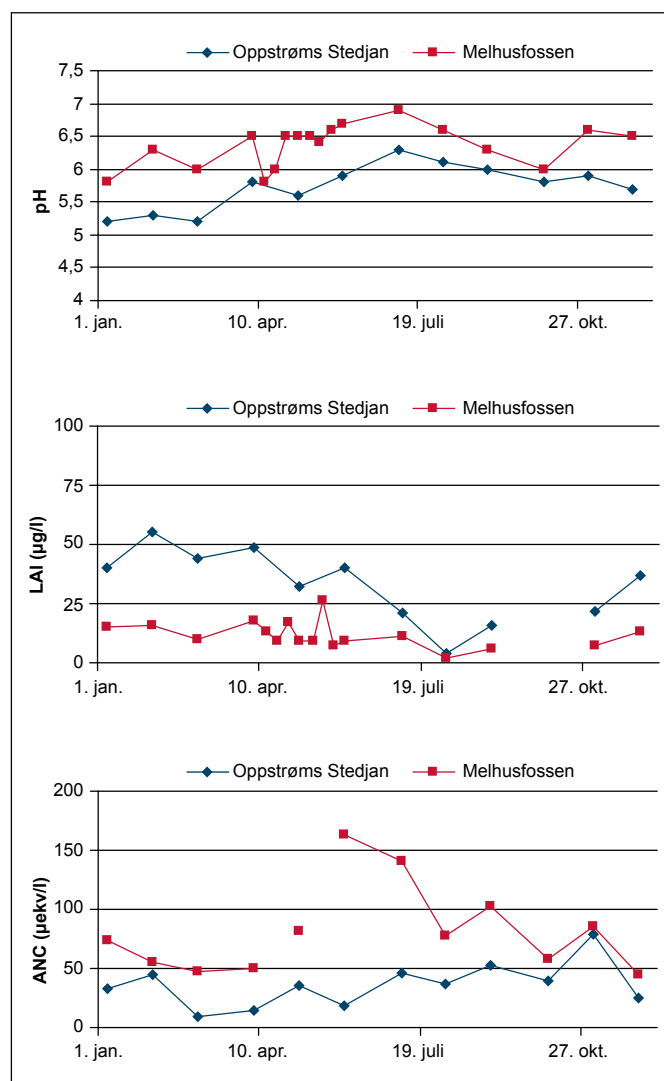 Oppstrøms Stedjan Melhusfossen
7,5
7
6,5
6
5,5
5
4,5
4
pH
1. jan. 10. apr. 19. juli 27. okt.
Oppstrøms Stedjan Melhusfossen
100
75
50
25
0
LAl (µg/l)
1. jan. 10. apr. 19. juli 27. okt.
Oppstrøms Stedjan Melhusfossen
200
150
100
50
0
ANC (µekv/l)
1. jan. 10. apr. 19. juli 27. okt.